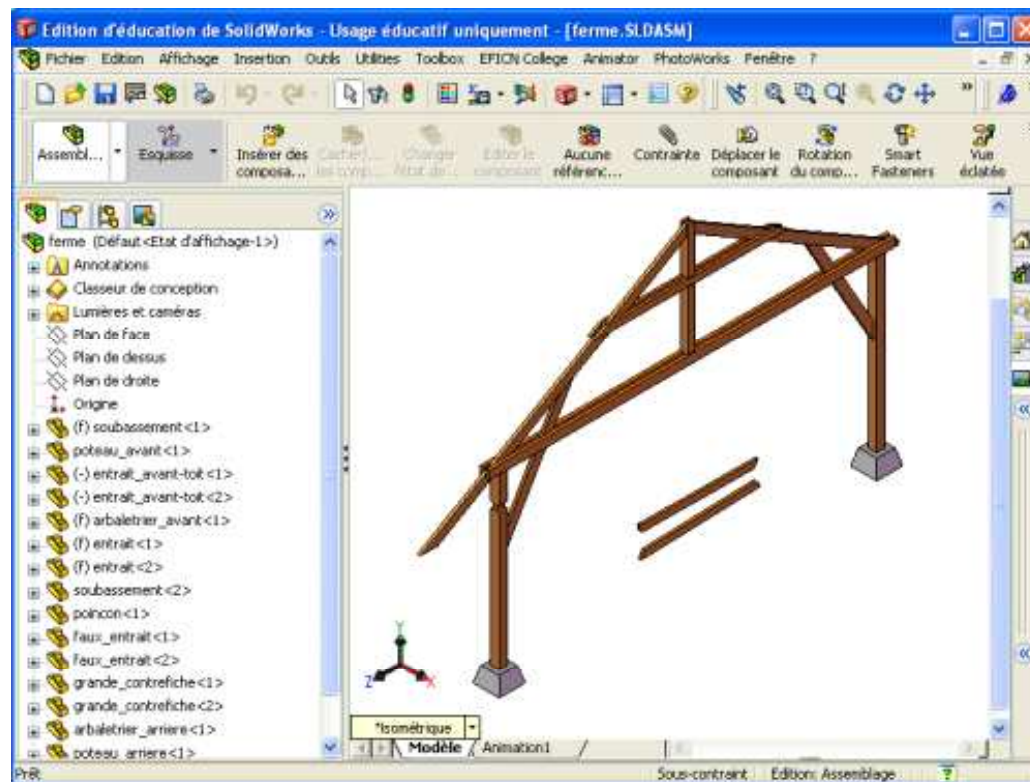 Edition d'éducation de SolidWorks - Usage éducatif uniquement - [ferme.SLDASM]
Fichier Edition Affichage Insertion Outils Utilities Toolbox EFICN College Animator PhotoWorks Fenêtre ?
Assembl... Esquisse Insérer des composa... Aucune référenc... Contrainte Déplacer le composant Rotation du comp... Smart Fasteners Vue éclatée
ferme (Défaut<Etat d'affichage-1>)
Annotations
Classeur de conception
Lumières et caméras
Plan de face
Plan de dessus
Plan de droite
Origine
(f) soubassement<1>
poteau_avant<1>
(-) entrait_avant-toit<1>
(-) entrait_avant-toit<2>
(f) arbaletrier_avant<1>
(f) entrait<1>
(f) entrait<2>
soubassement<2>
poincon<1>
faux_entrait<1>
faux_entrait<2>
grande_contrefiche<1>
grande_contrefiche<2>
arbaletrier_arriere<1>
poteau_arriere<1>
Y
Z
X
*Isométrique
Modèle Animation1
Prêt
Sous-contraint Edition: Assemblage ?